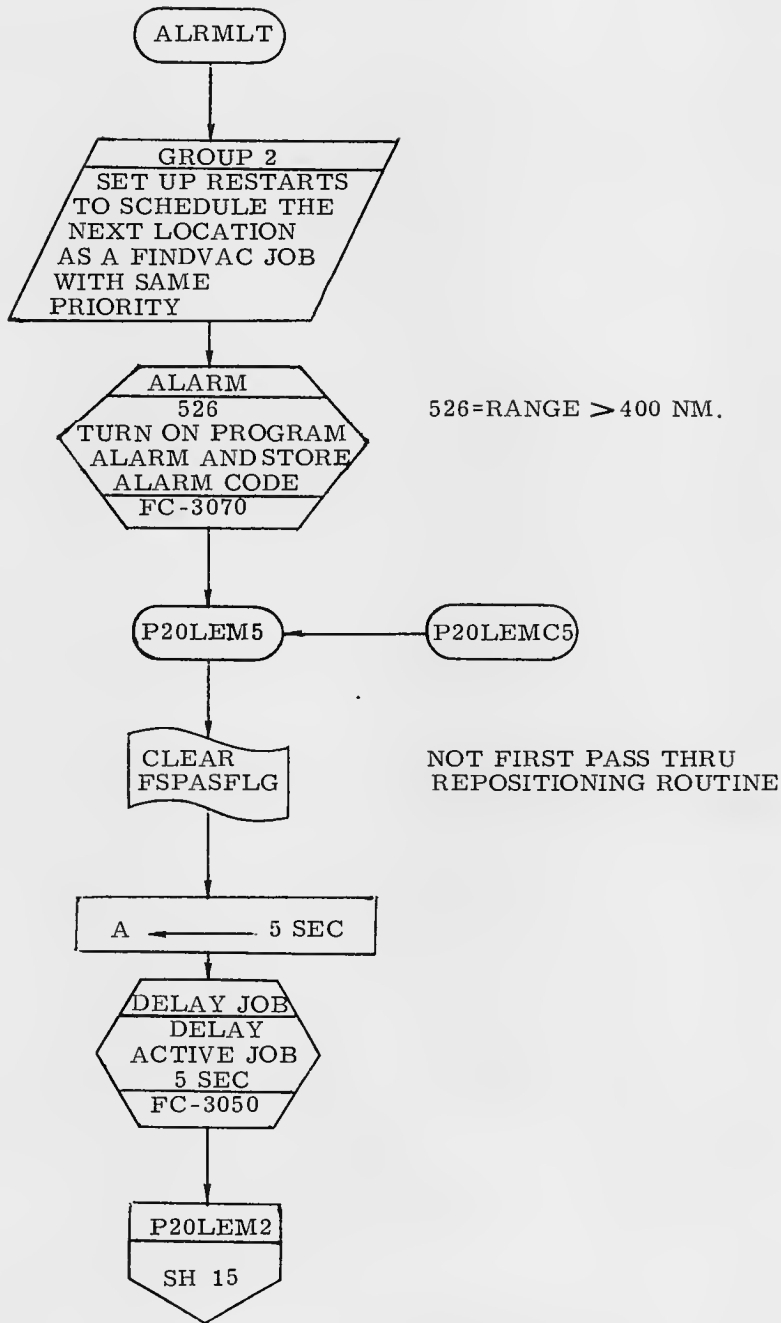 ALRMLT
GROUP 2
SET UP RESTARTS
TO SCHEDULE THE
NEXT LOCATION
AS A FINDVAC JOB
WITH SAME
PRIORITY
ALARM
526
TURN ON PROGRAM
ALARM AND STORE
ALARM CODE
FC-3070
526=RANGE > 400 NM.
P20LEM5
P20LEMC5
CLEAR
FSPASFLG
NOT FIRST PASS THRU
REPOSITIONING ROUTINE
A ← 5 SEC
DELAY JOB
DELAY
ACTIVE JOB
5 SEC
FC-3050
P20LEM2
SH 15